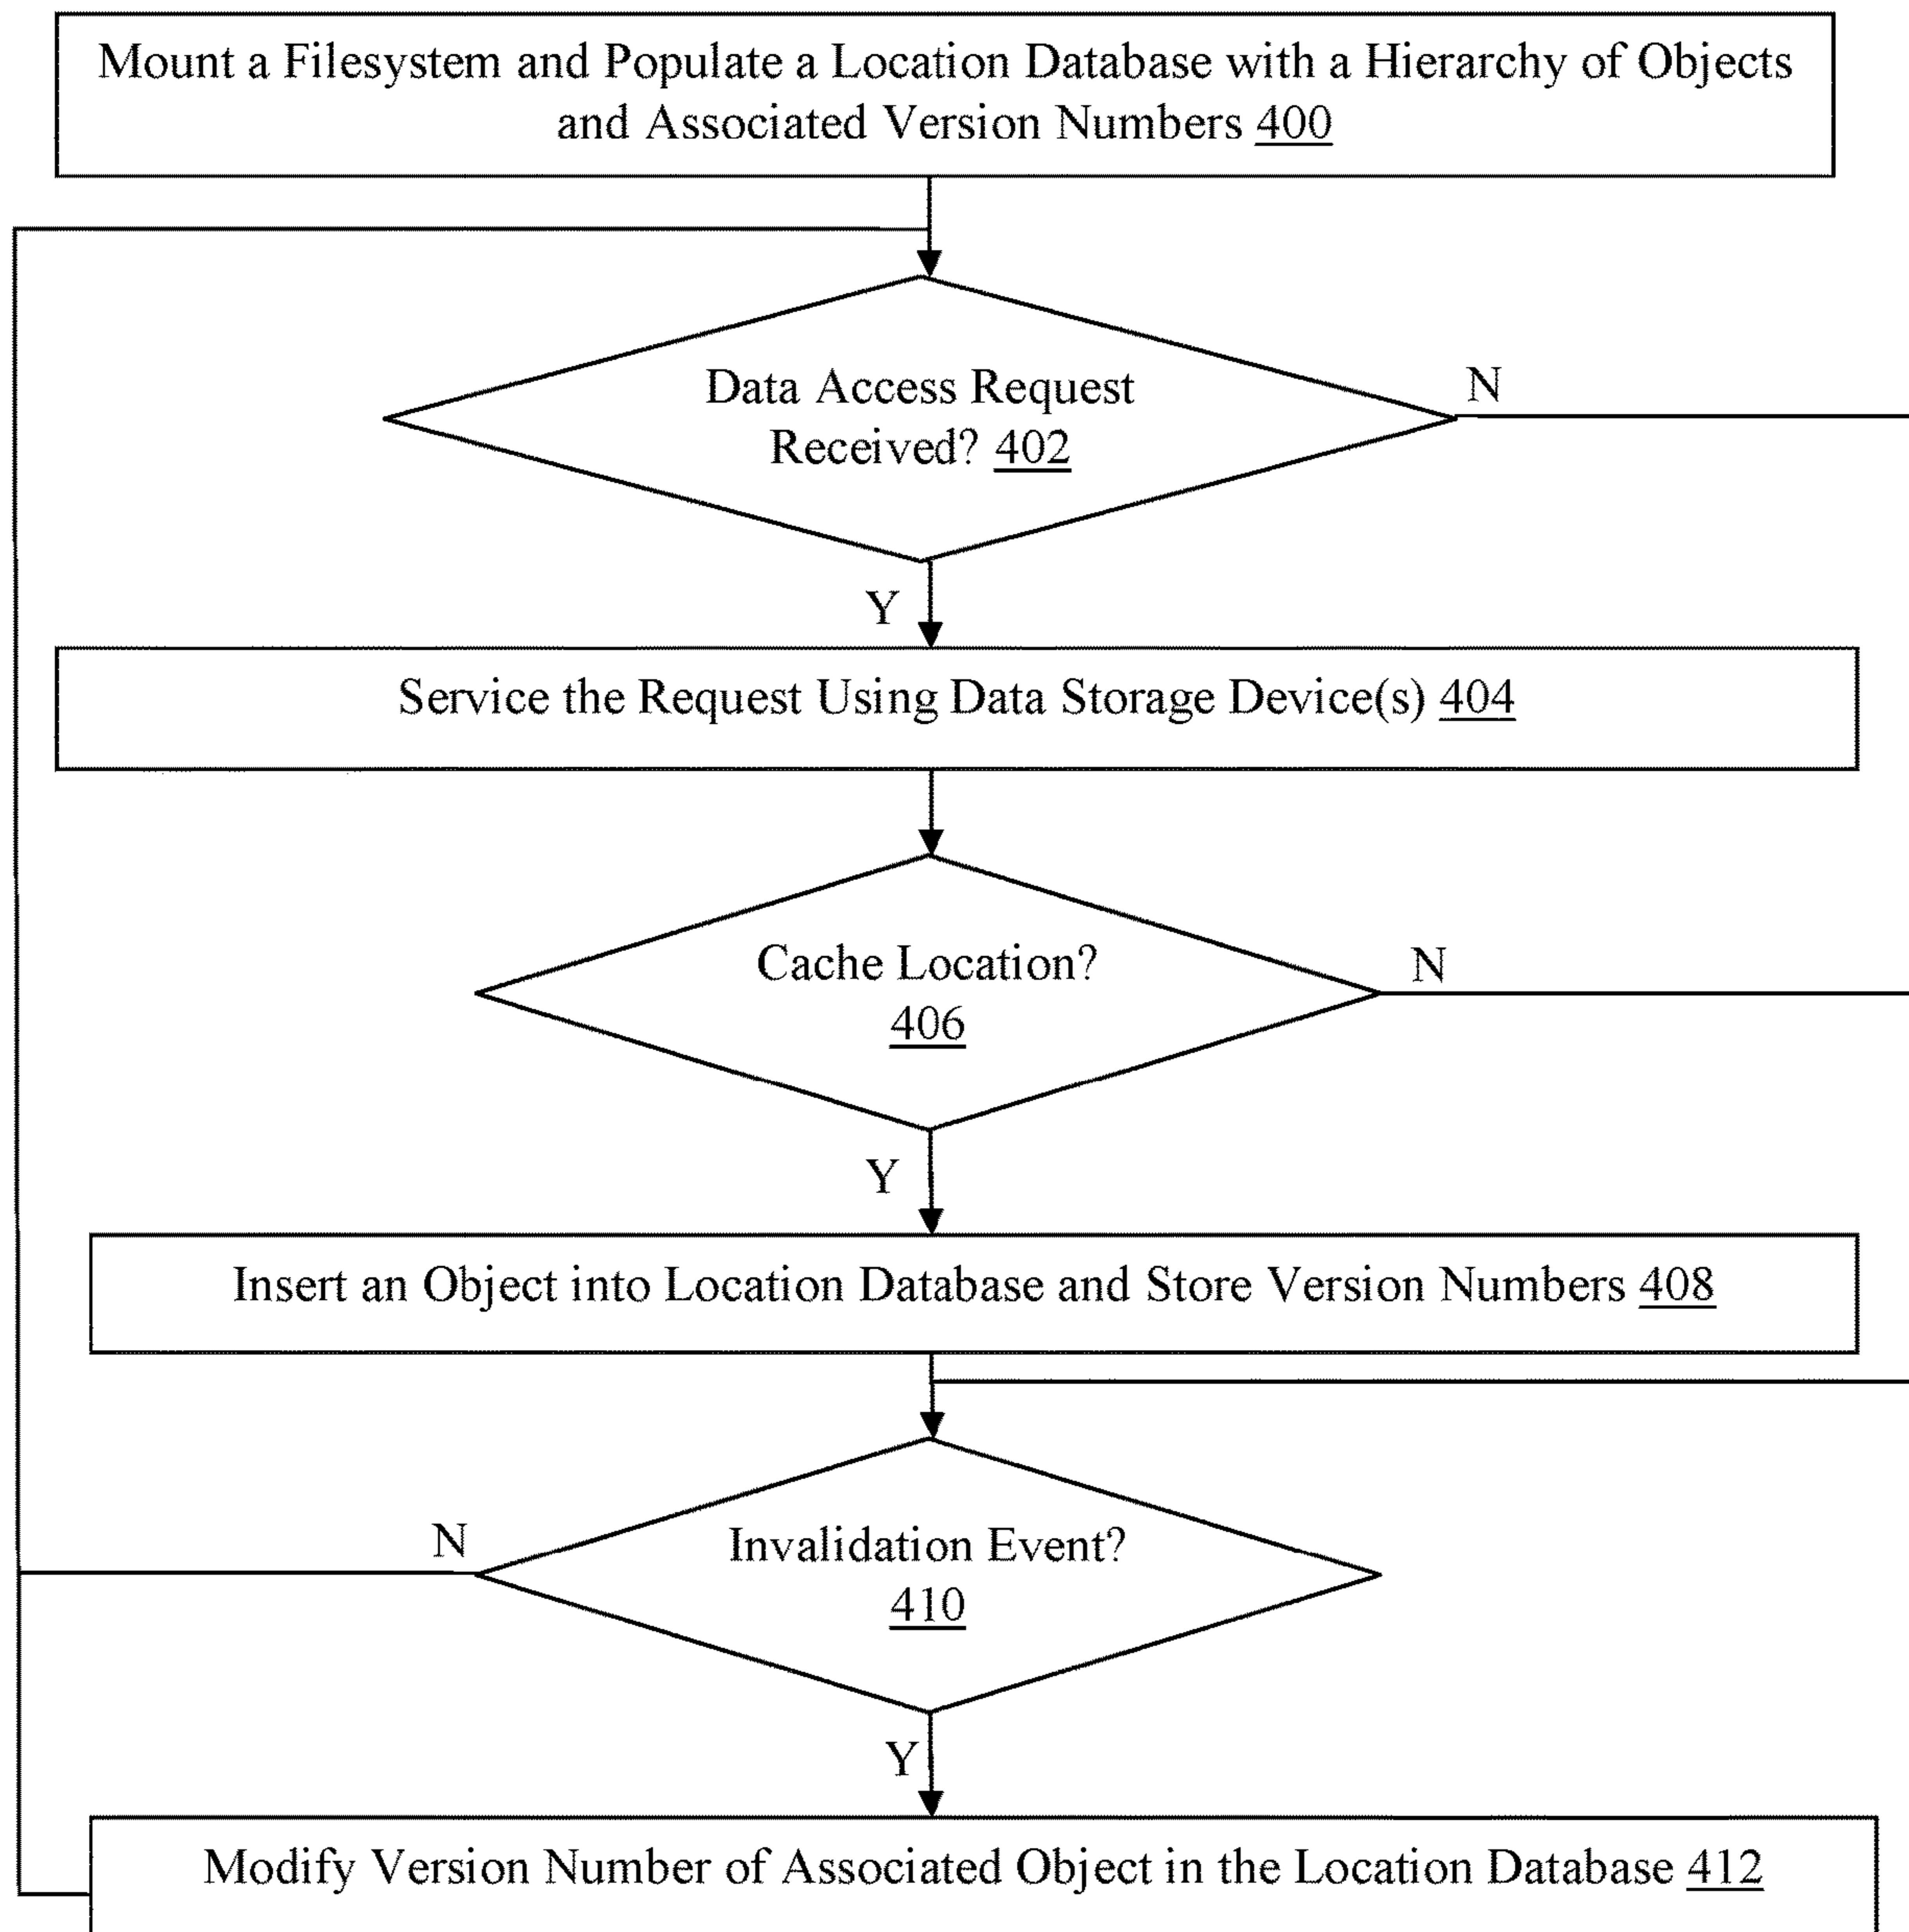 Mount a Filesystem and Populate a Location Database with a Hierarchy of Objects
and Associated Version Numbers 400
Data Access Request
Received? 402
N
Y
Service the Request Using Data Storage Device(s) 404
Cache Location?
406
N
Y
Insert an Object into Location Database and Store Version Numbers 408
Invalidation Event?
410
N
Y
Modify Version Number of Associated Object in the Location Database 412